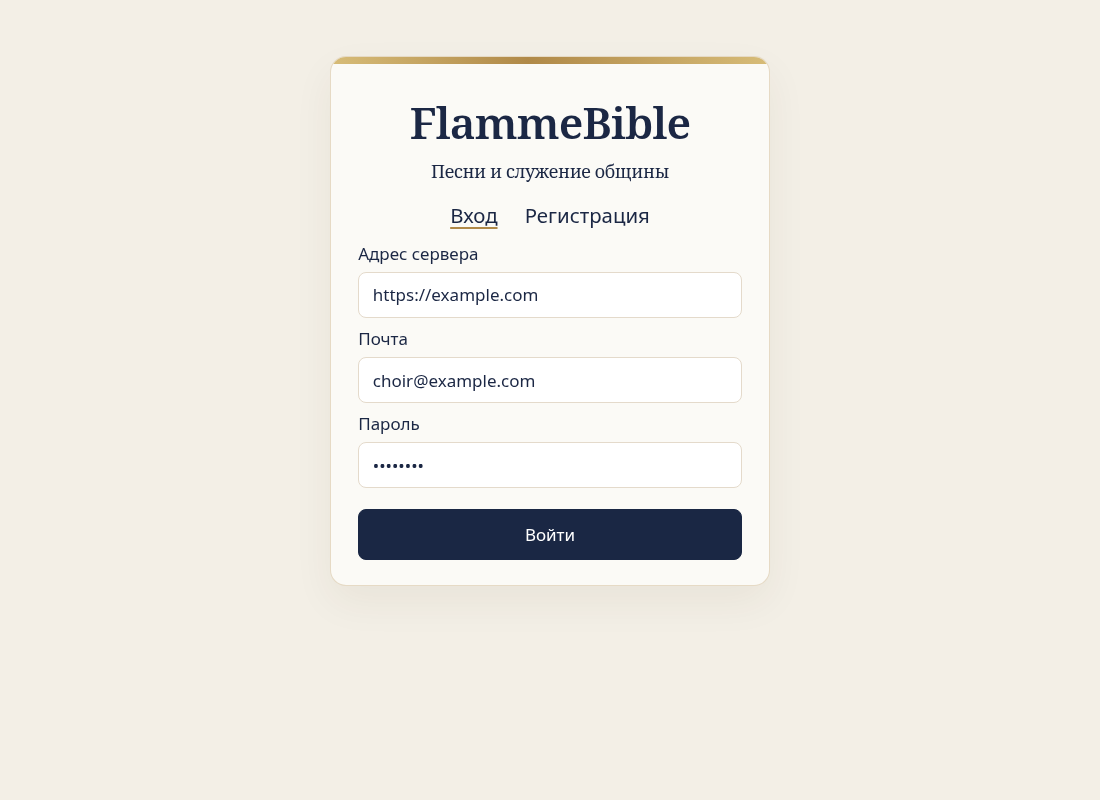 FlammeBible
Песни и служение общины
Вход Регистрация
Адрес сервера
https://example.com
Почта
choir@example.com
Пароль
••••••••
Войти